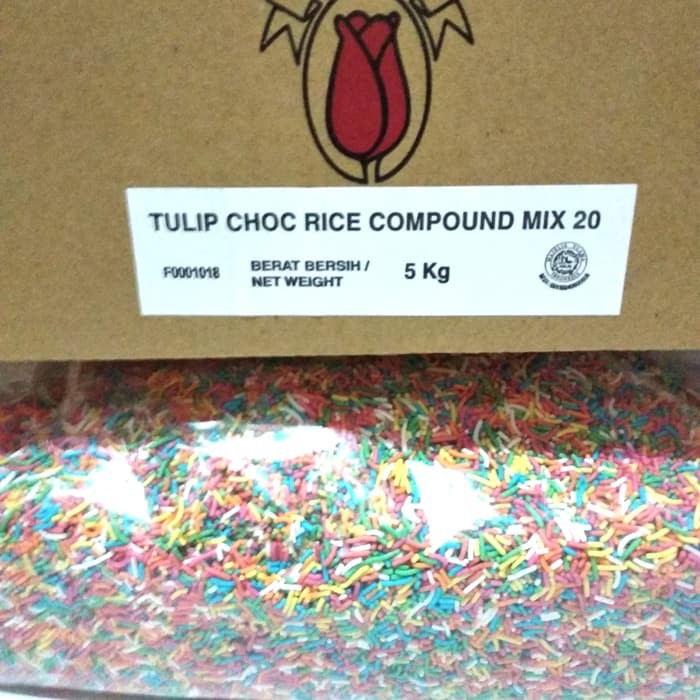 TULIP CHOC RICE COMPOUND MIX 20
F0001018
BERAT BERSIH /
NET WEIGHT
5 Kg